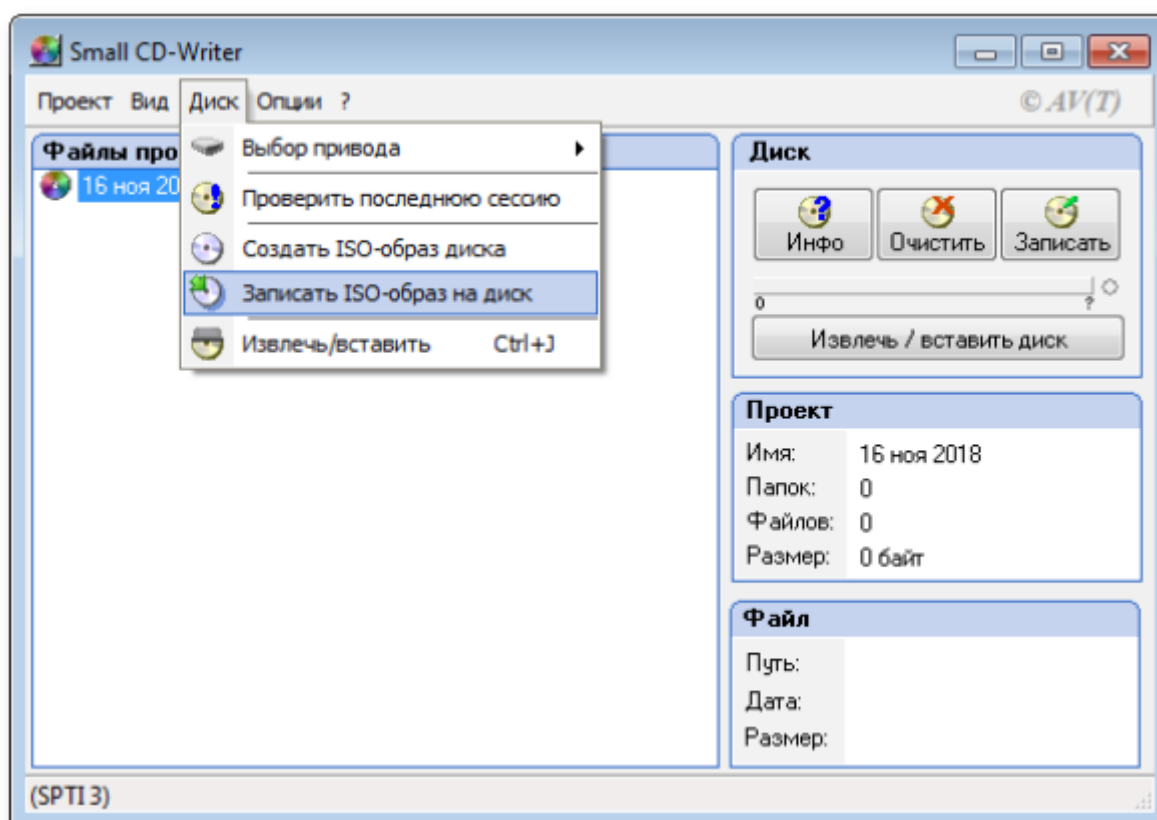 Small CD-Writer
Проект Вид Диск Опции ?
© AV(T)
Файлы про
16 ноя 20
Выбор привода
Проверить последнюю сессию
Создать ISO-образ диска
Записать ISO-образ на диск
Извлечь/вставить Ctrl+J
Диск
Инфо Очистить Записать
0 ?
Извлечь / вставить диск
Проект
Имя: 16 ноя 2018
Папок: 0
Файлов: 0
Размер: 0 байт
Файл
Путь:
Дата:
Размер:
(SPTI 3)